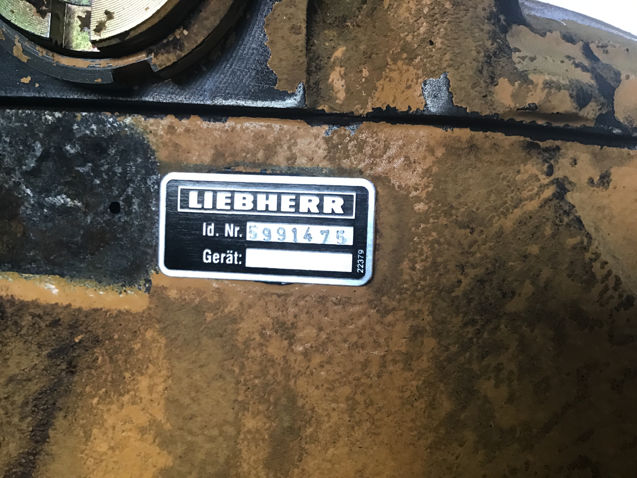 LIEBHERR
Id. Nr. 5991475
Gerät:
22379